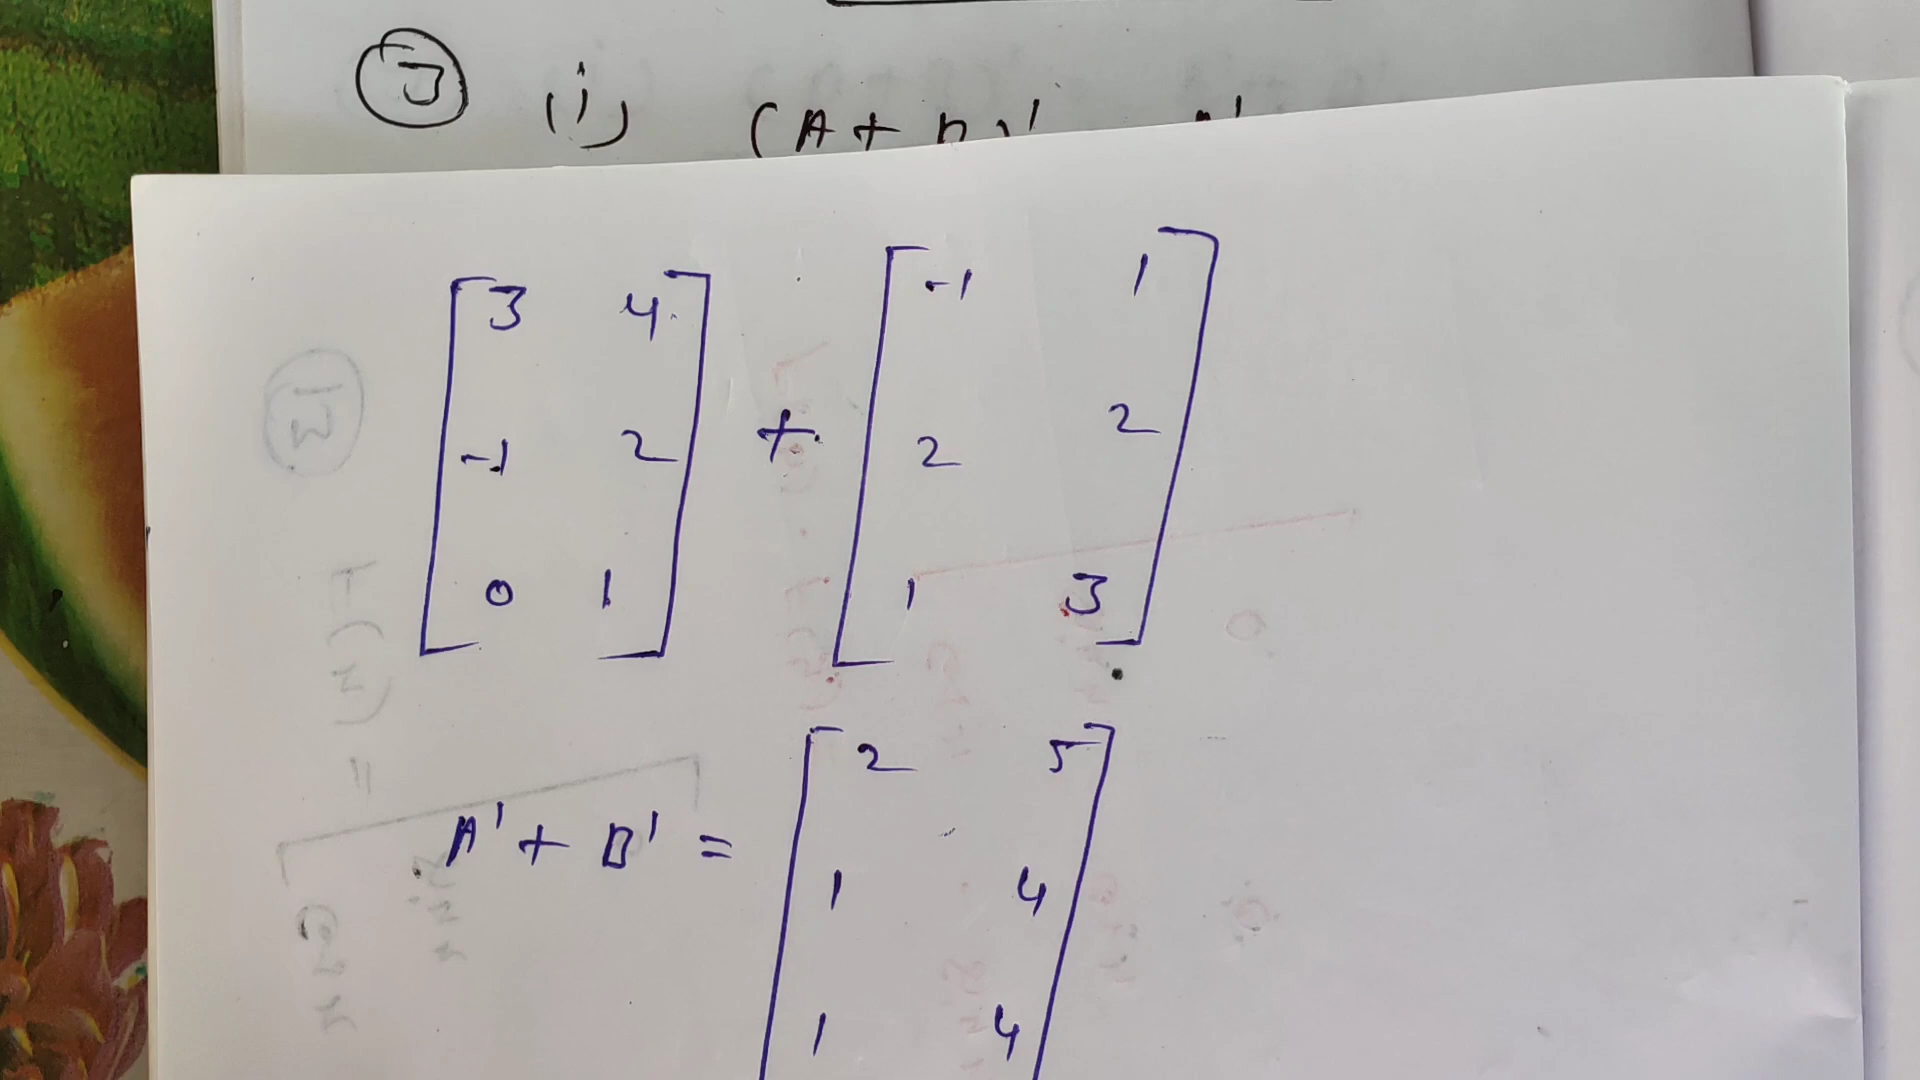 ③ (i) (A + B)'
[ 3 4 ] + [ -1 1 ]
[ -1 2 ] [ 2 2 ]
[ 0 1 ] [ 1 3 ]
A' + B' = [ 2 5 ]
[ 1 4 ]
[ 1 4 ]